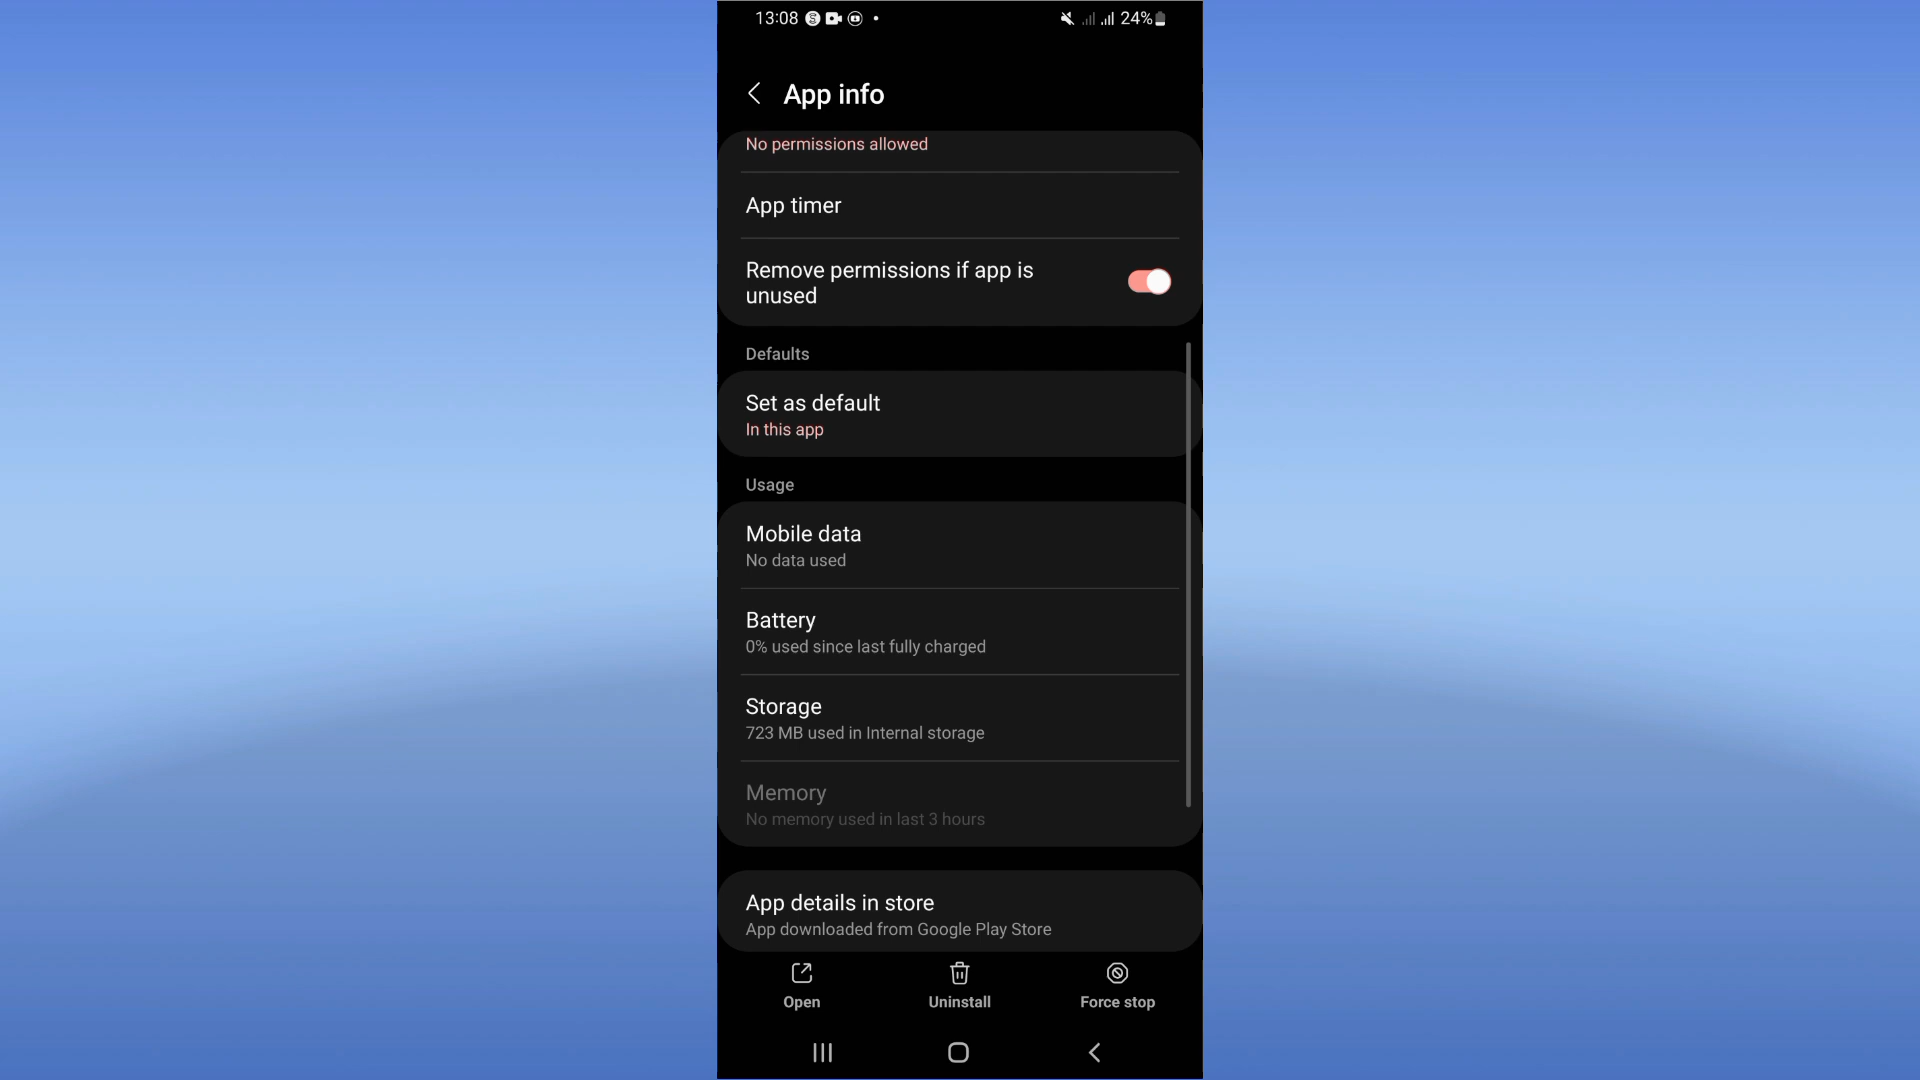 13:08 24%
App info
No permissions allowed
App timer
Remove permissions if app is
unused
Defaults
Set as default
In this app
Usage
Mobile data
No data used
Battery
0% used since last fully charged
Storage
723 MB used in Internal storage
Memory
No memory used in last 3 hours
App details in store
App downloaded from Google Play Store
Open Uninstall Force stop